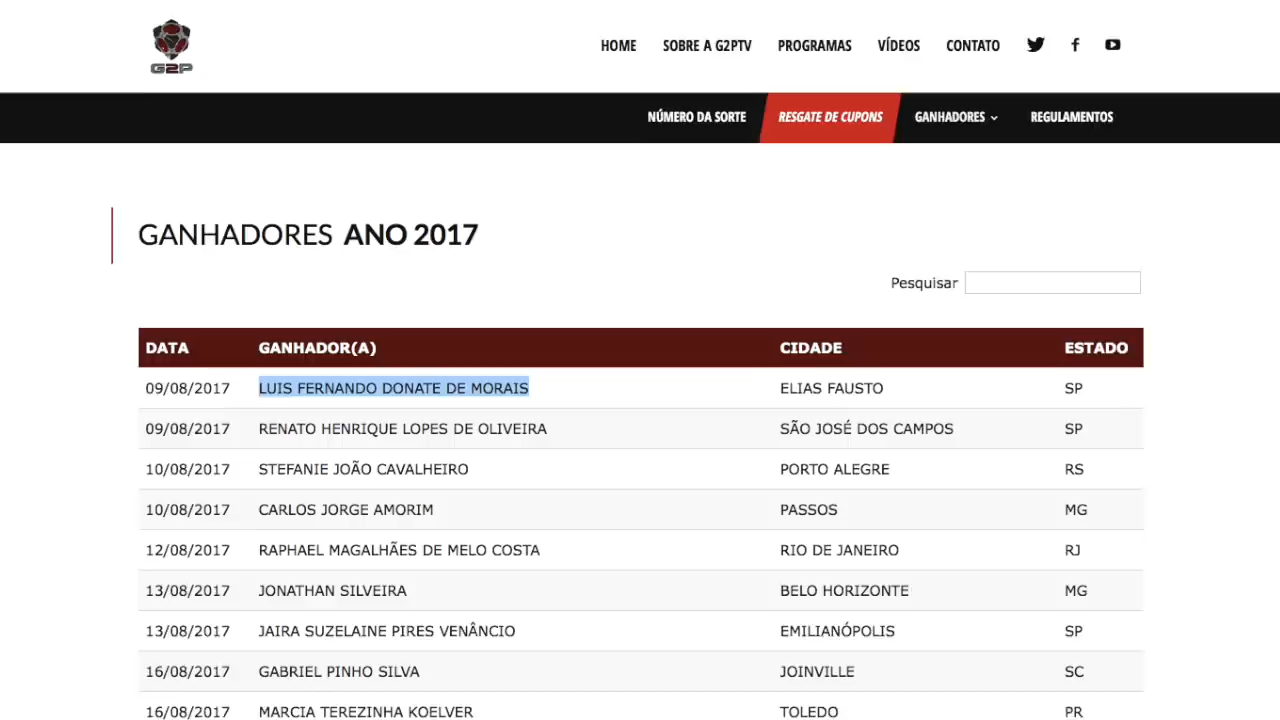 G2P
HOME SOBRE A G2PTV PROGRAMAS VÍDEOS CONTATO
NÚMERO DA SORTE RESGATE DE CUPONS GANHADORES REGULAMENTOS
GANHADORES ANO 2017
Pesquisar
DATA GANHADOR(A) CIDADE ESTADO
09/08/2017 LUIS FERNANDO DONATE DE MORAIS ELIAS FAUSTO SP
09/08/2017 RENATO HENRIQUE LOPES DE OLIVEIRA SÃO JOSÉ DOS CAMPOS SP
10/08/2017 STEFANIE JOÃO CAVALHEIRO PORTO ALEGRE RS
10/08/2017 CARLOS JORGE AMORIM PASSOS MG
12/08/2017 RAPHAEL MAGALHÃES DE MELO COSTA RIO DE JANEIRO RJ
13/08/2017 JONATHAN SILVEIRA BELO HORIZONTE MG
13/08/2017 JAIRA SUZELAINE PIRES VENÂNCIO EMILIANÓPOLIS SP
16/08/2017 GABRIEL PINHO SILVA JOINVILLE SC
16/08/2017 MARCIA TEREZINHA KOELVER TOLEDO PR